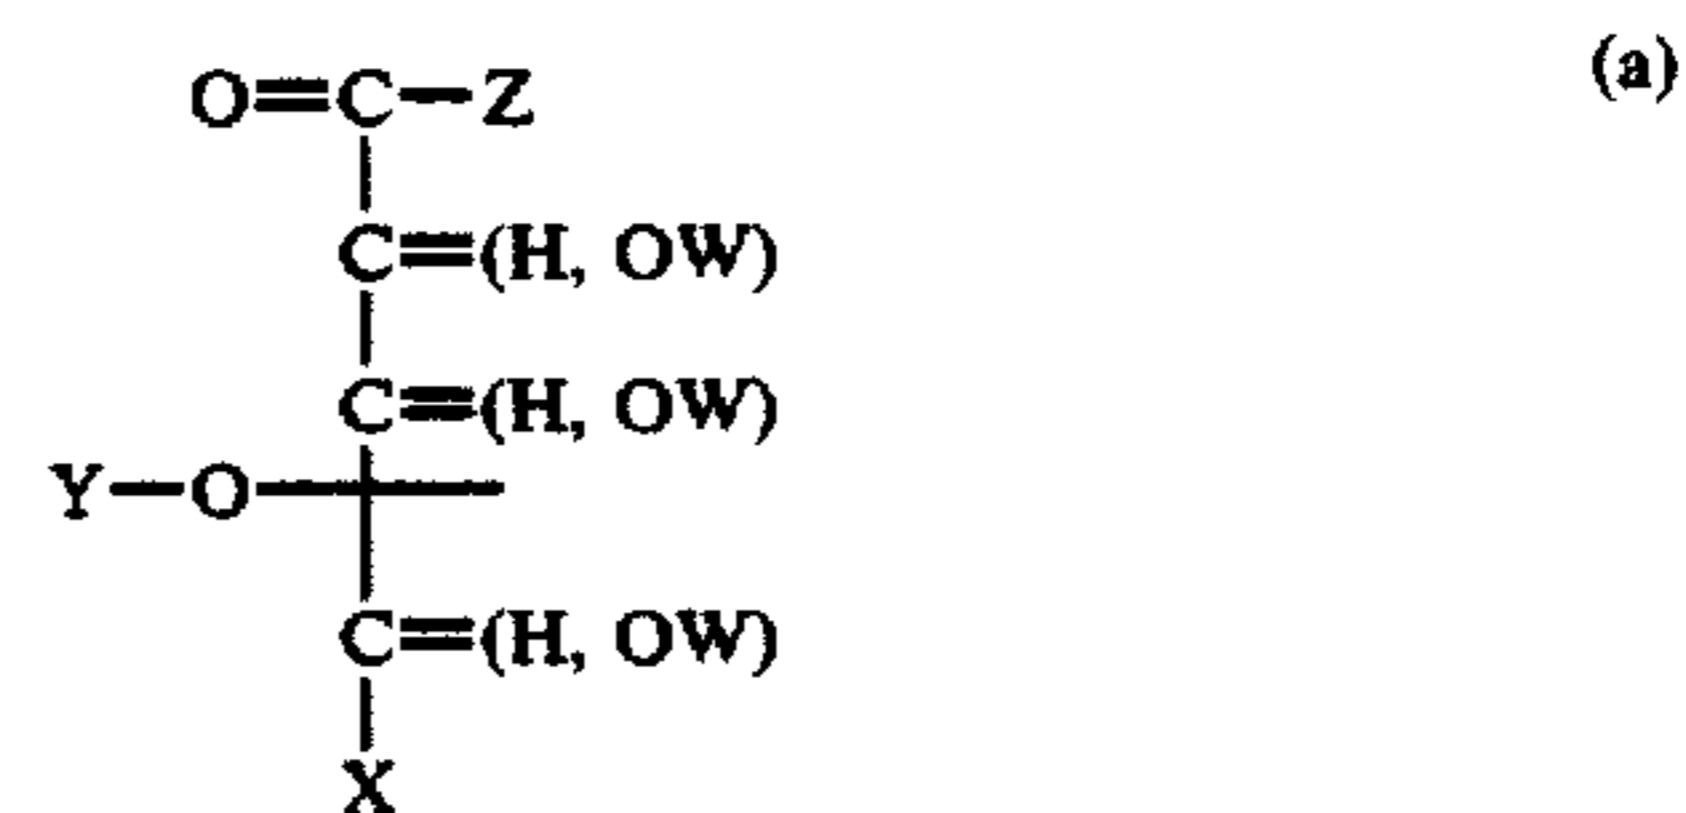 (a)
O=C—Z
C=(H, OW)
C=(H, OW)
Y—O
C=(H, OW)
X